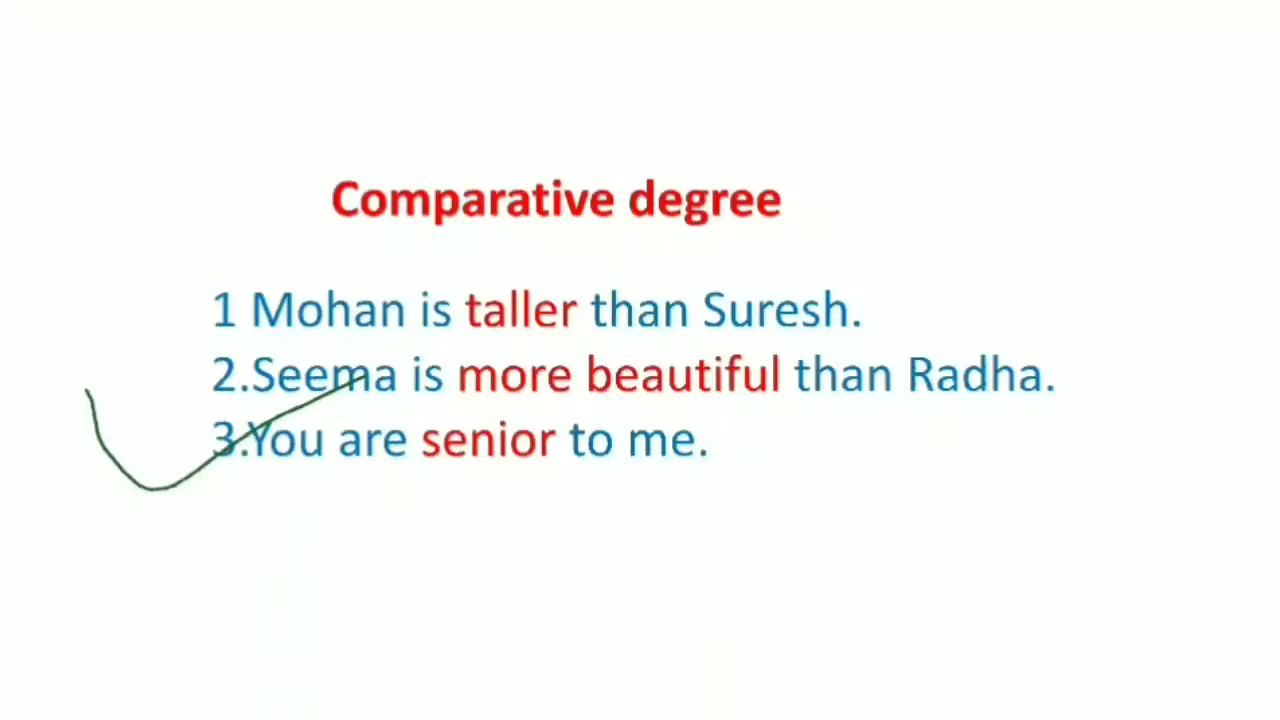 Comparative degree
1 Mohan is taller than Suresh.
2.Seema is more beautiful than Radha.
3.You are senior to me.